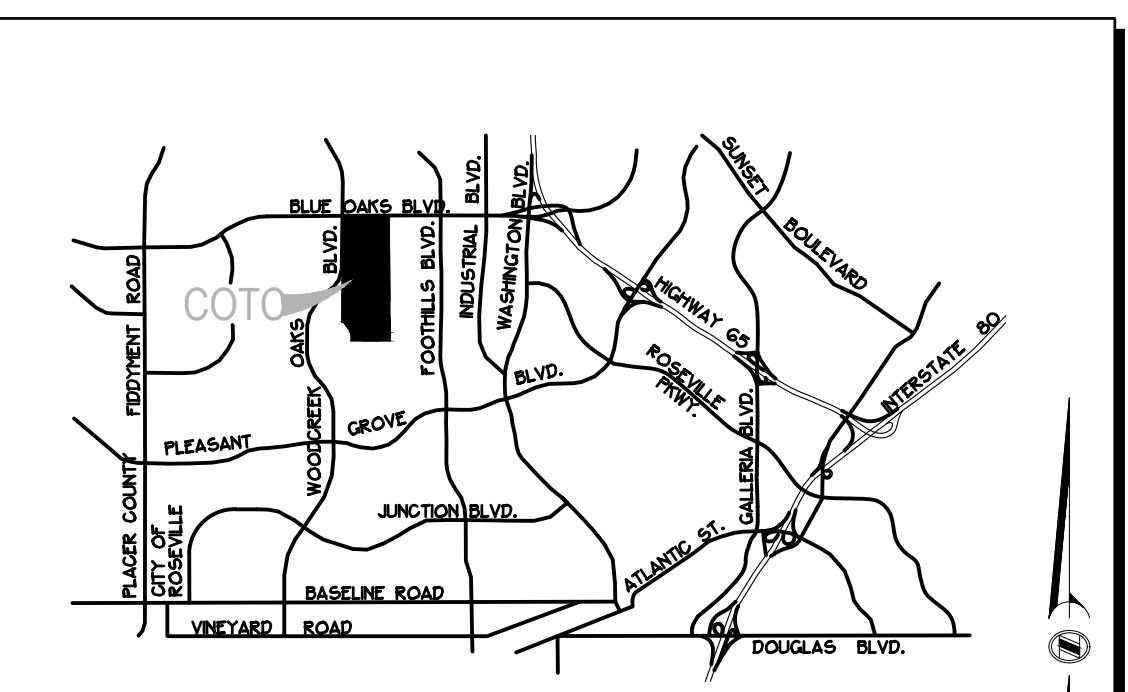 SUNSET
BOULEVARD
BLUE OAKS BLVD.
INDUSTRIAL BLVD.
WASHINGTON BLVD.
FOOTHILLS BLVD.
WOODCREEK OAKS BLVD.
COTO
FIDDYMENT ROAD
HIGHWAY 65
INTERSTATE 80
ROSEVILLE
PKWY.
GALLERIA BLVD.
PLEASANT GROVE BLVD.
JUNCTION BLVD.
PLACER COUNTY
CITY OF
ROSEVILLE
ATLANTIC ST.
BASELINE ROAD
VINEYARD ROAD
DOUGLAS BLVD.